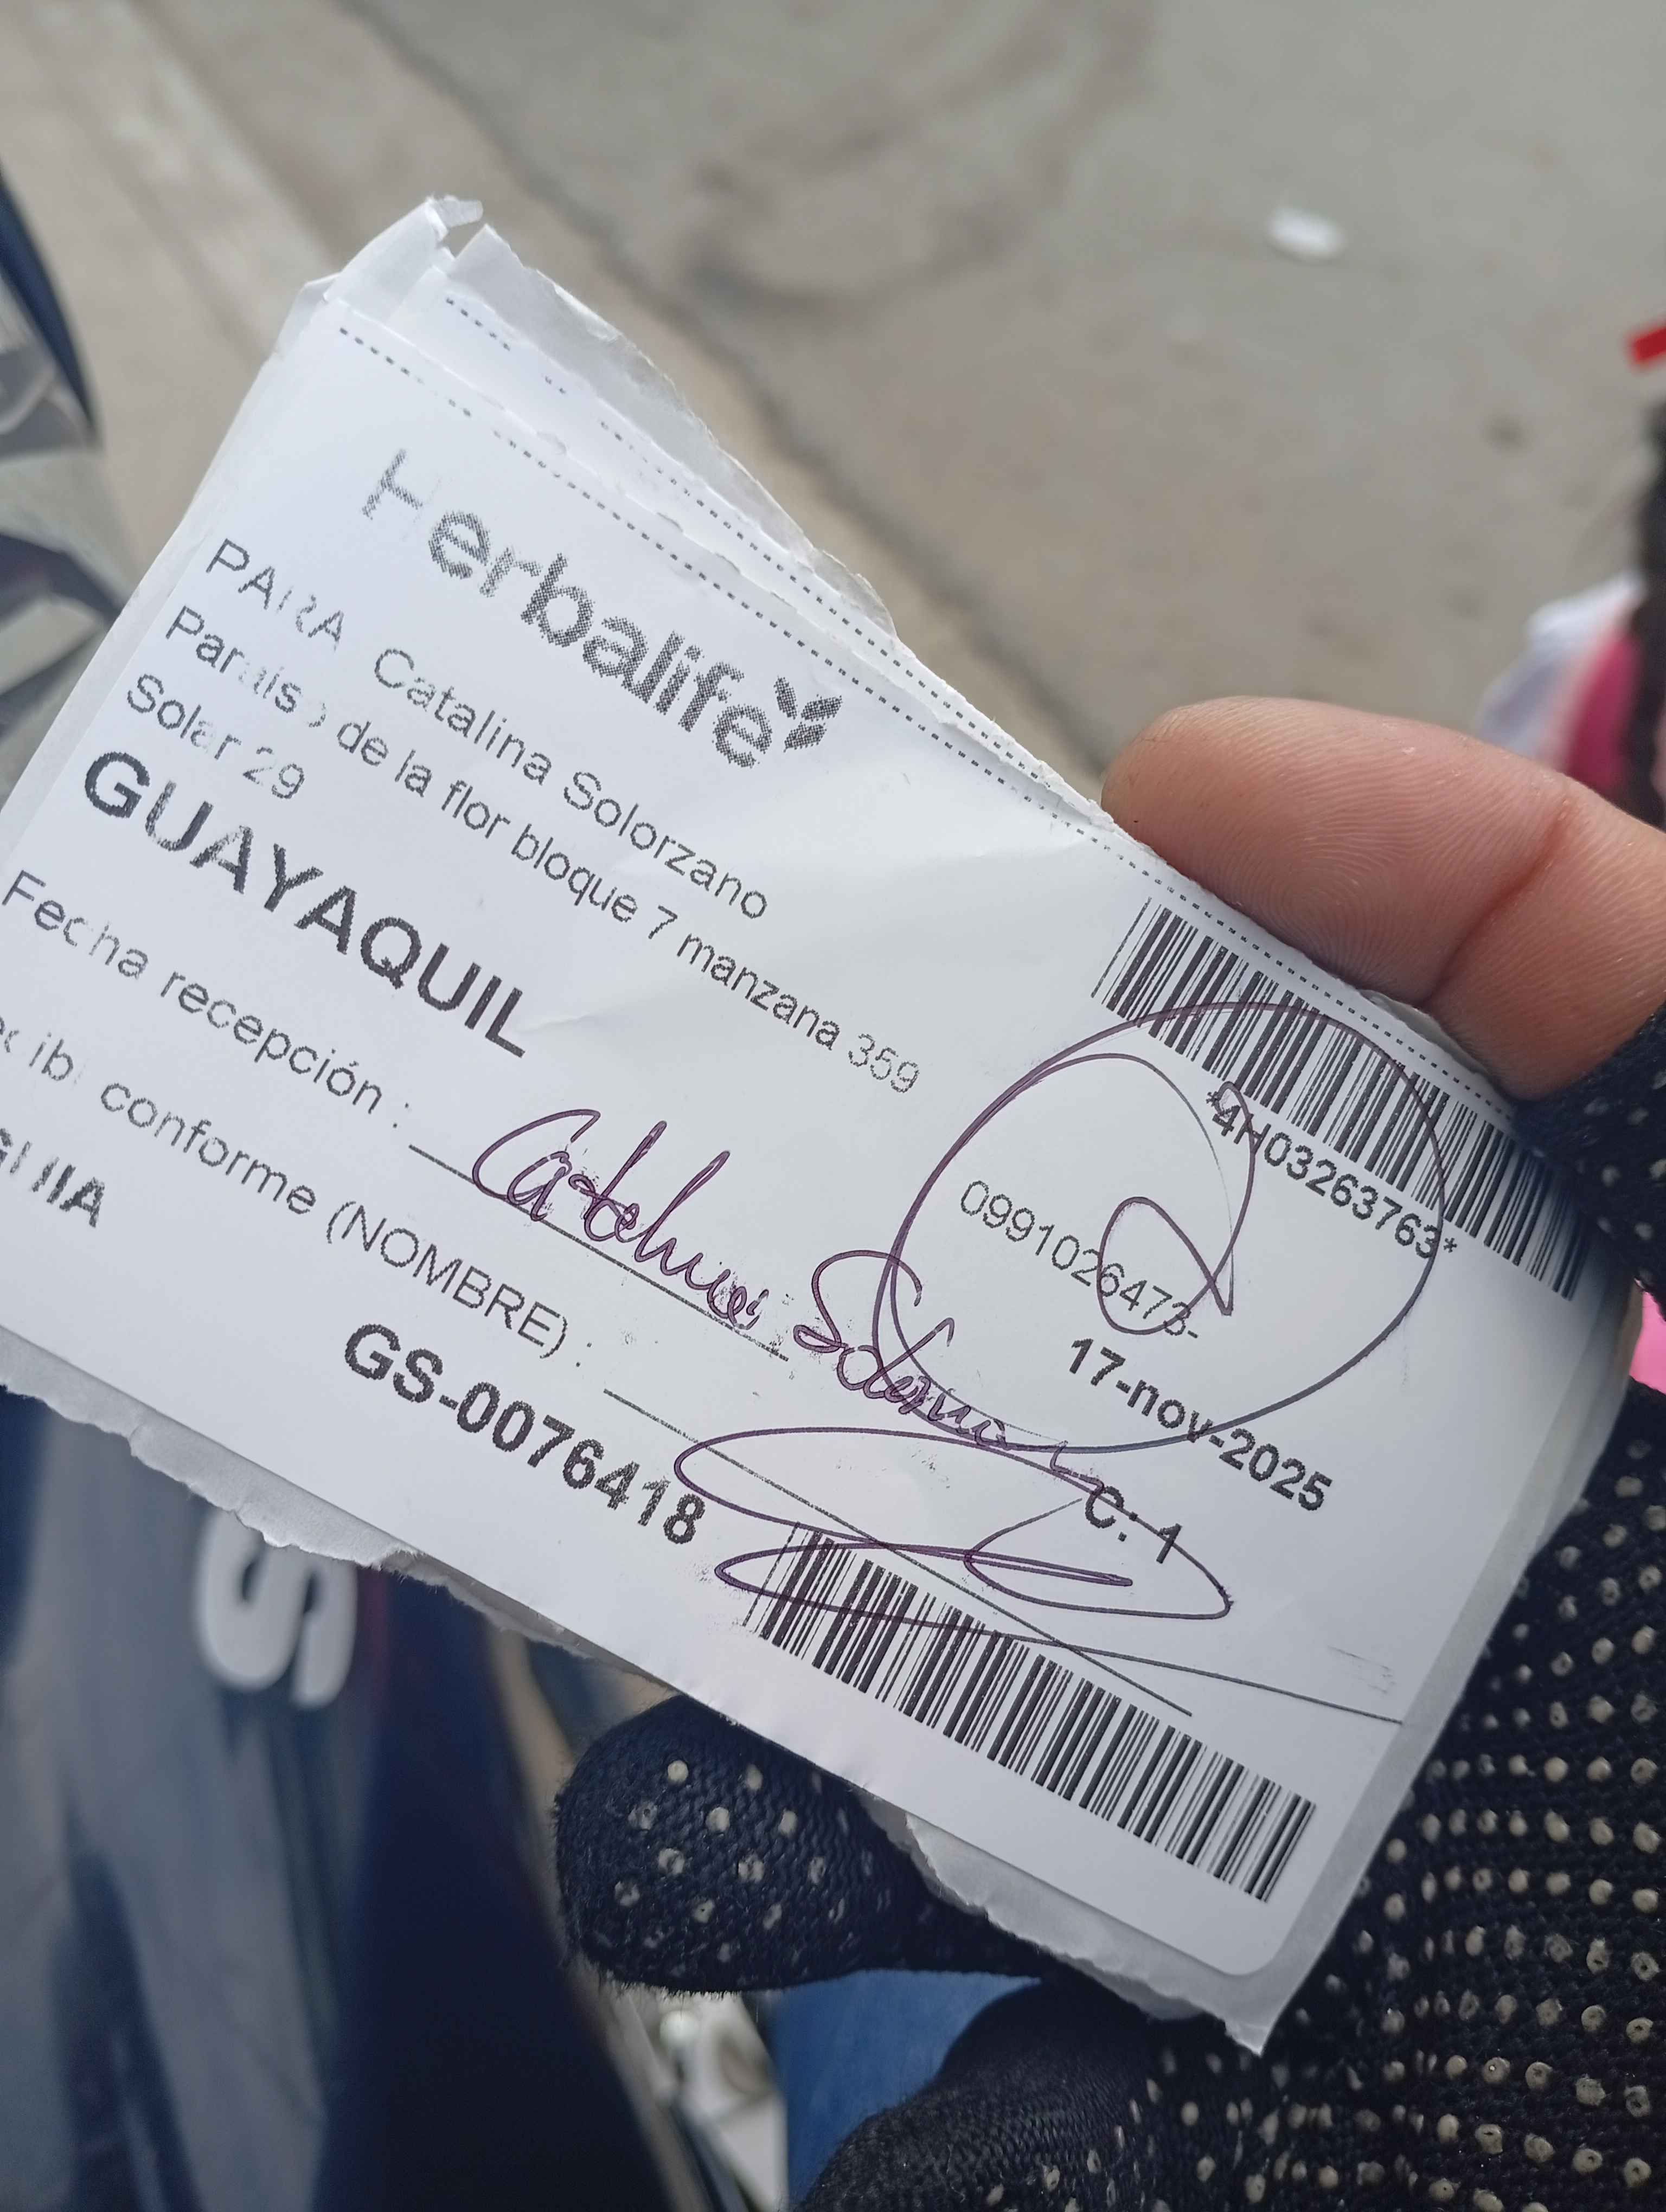 Herbalife
PARA Catalina Solorzano
Paraiso de la flor bloque 7 manzana 359
Solar 29
GUAYAQUIL
*4H03263763*
0991026473-
17-nov-2025
Fecha recepción :
C: 1
conforme (NOMBRE) :
GS-0076418
S